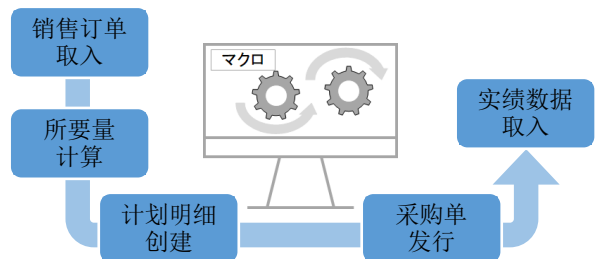 销售订单
取入
マクロ
所要量
计算
计划明细
创建
采购单
发行
实绩数据
取入